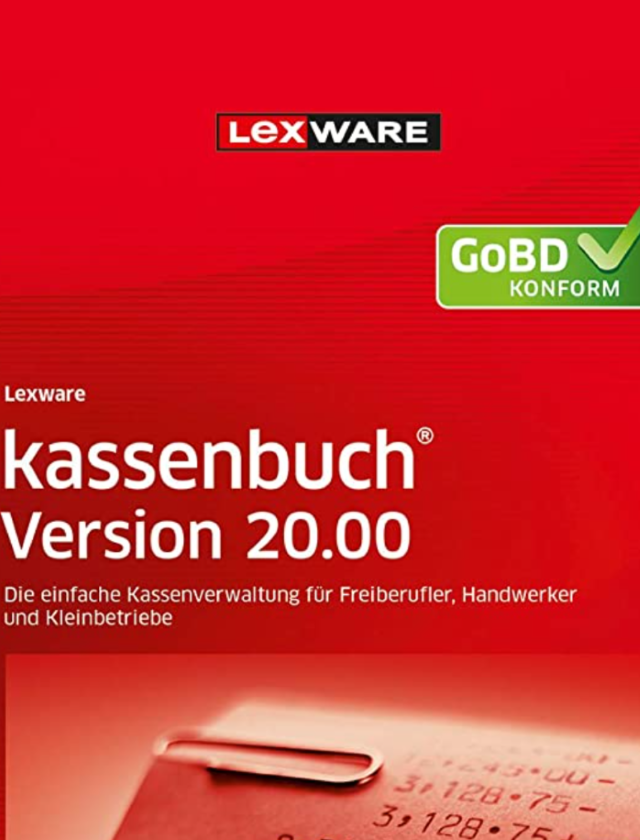 LEXWARE
GoBD
KONFORM
Lexware
kassenbuch®
Version 20.00
Die einfache Kassenverwaltung für Freiberufler, Handwerker
und Kleinbetriebe
3,128•75-
3,128•75